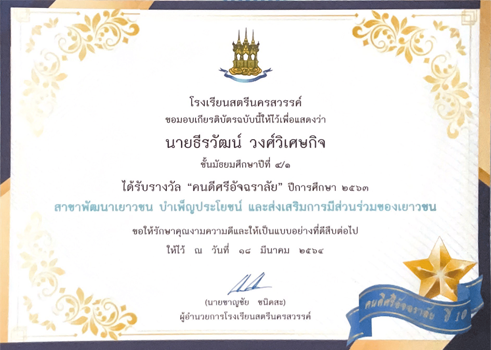 โรงเรียนสตรีนครสวรรค์
ขอมอบเกียรติบัตรฉบับนี้ให้ไว้เพื่อแสดงว่า
นายธีรวัฒน์ วงศ์วิเศษกิจ
ชั้นมัธยมศึกษาปีที่ ๔/๑
ได้รับรางวัล “คนดีศรีอัจฉราลัย” ปีการศึกษา ๒๕๖๓
สาขาพัฒนาเยาวชน บำเพ็ญประโยชน์ และส่งเสริมการมีส่วนร่วมของเยาวชน
ขอให้รักษาคุณงามความดีและให้เป็นแบบอย่างที่ดีสืบต่อไป
ให้ไว้ ณ วันที่ ๑๘ มีนาคม ๒๕๖๔
(นายชาญชัย ชนิดสะ)
ผู้อำนวยการโรงเรียนสตรีนครสวรรค์
คนดีศรีอัจฉราลัย ปี 10